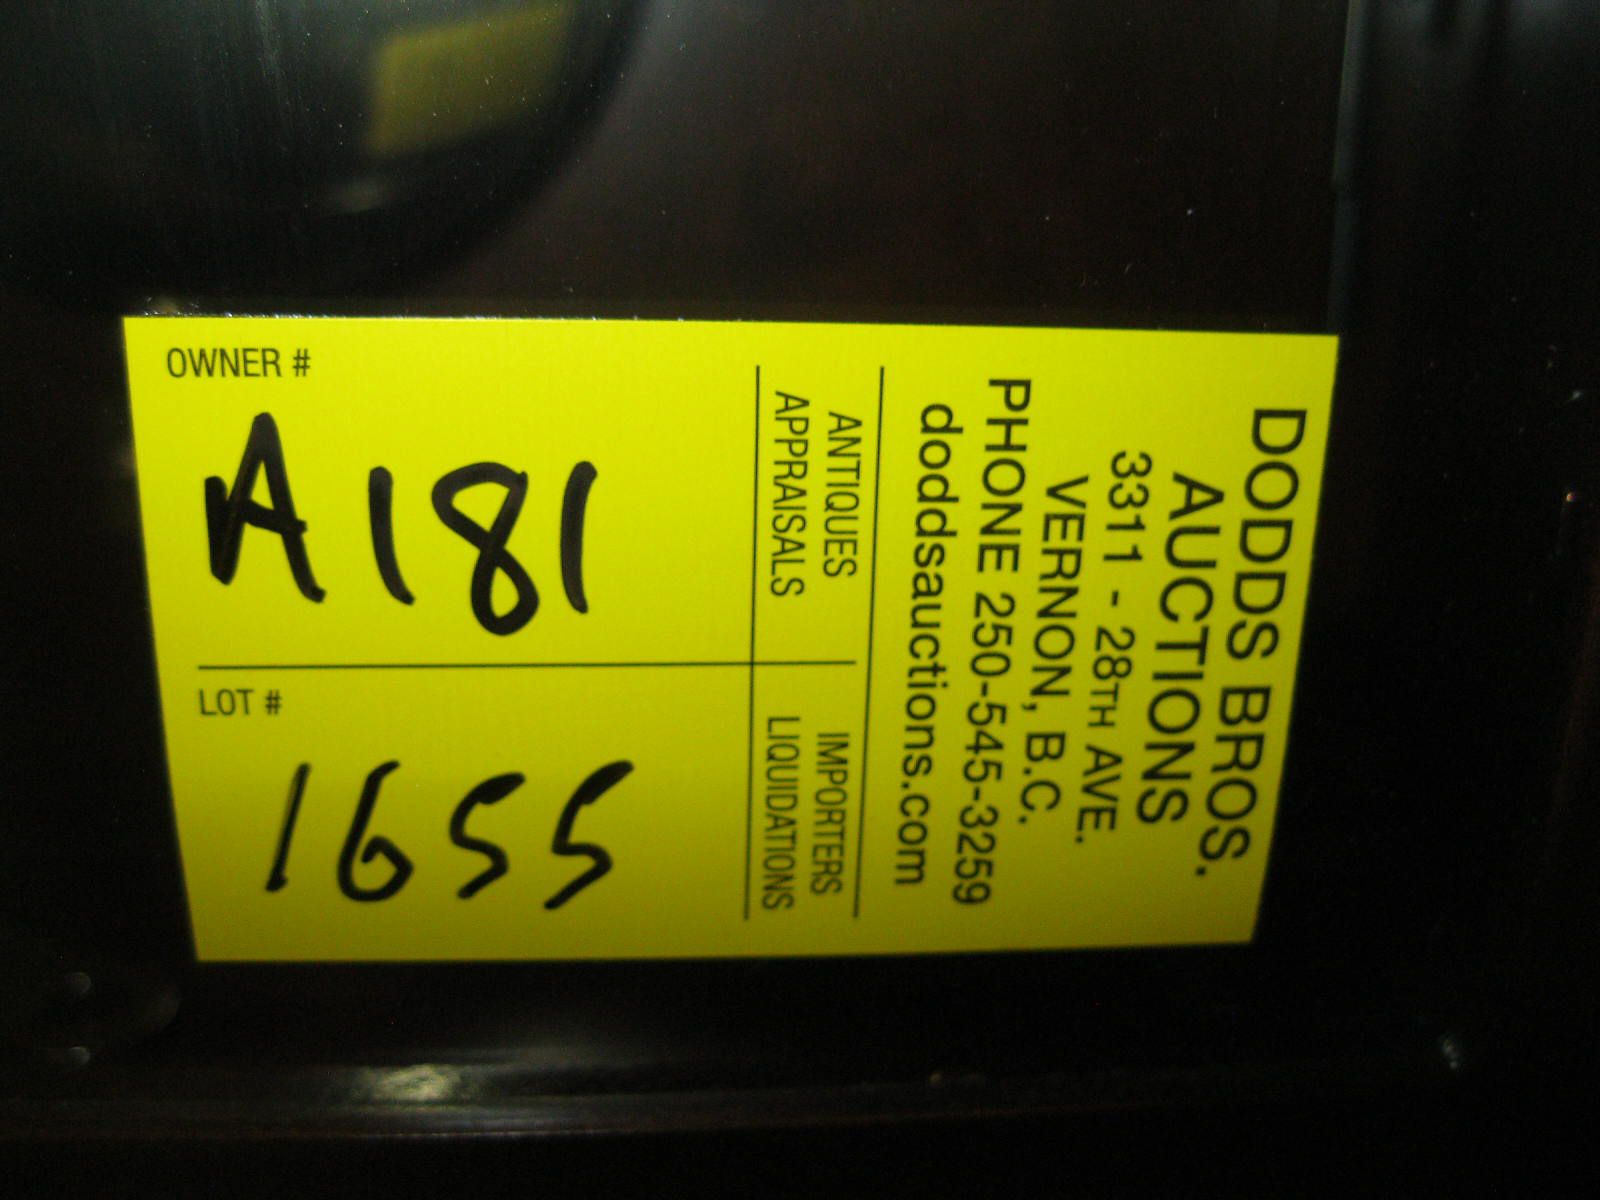 DODDS BROS.
AUCTIONS
3311 - 28TH AVE.
VERNON, B.C.
PHONE 250-545-3259
doddsauctions.com
ANTIQUES
APPRAISALS
IMPORTERS
LIQUIDATIONS
OWNER #
A181
LOT #
1655